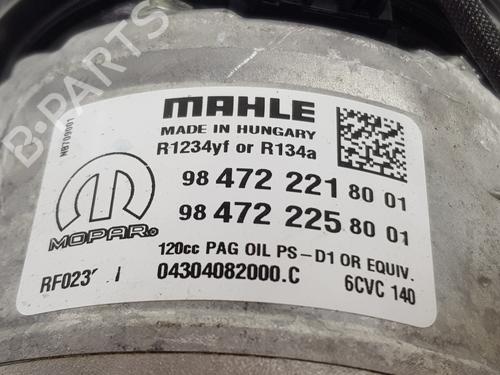 MAHLE
MADE IN HUNGARY
R1234yf or R134a
98 472 221 80 01
98 472 225 80 01
MOPAR®
120cc PAG OIL PS-D1 OR EQUIV.
04304082000.C
6CVC 140
NB709001
B-PARTS